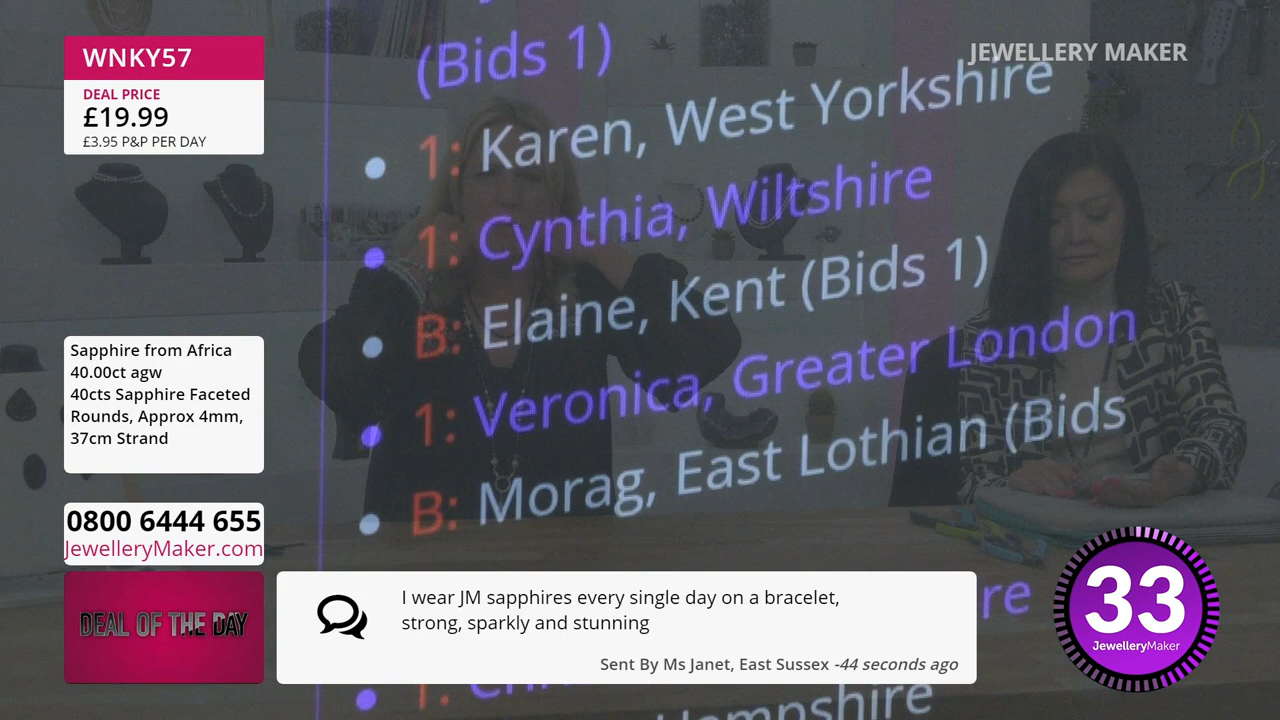 WNKY57
DEAL PRICE
£19.99
£3.95 P&P PER DAY
JEWELLERY MAKER
(Bids 1)
1: Karen, West Yorkshire
1: Cynthia, Wiltshire
B: Elaine, Kent (Bids 1)
1: Veronica, Greater London
B: Morag, East Lothian (Bids
Sapphire from Africa
40.00ct agw
40cts Sapphire Faceted
Rounds, Approx 4mm,
37cm Strand
0800 6444 655
JewelleryMaker.com
DEAL OF THE DAY
I wear JM sapphires every single day on a bracelet,
strong, sparkly and stunning
Sent By Ms Janet, East Sussex -44 seconds ago
33
JewelleryMaker